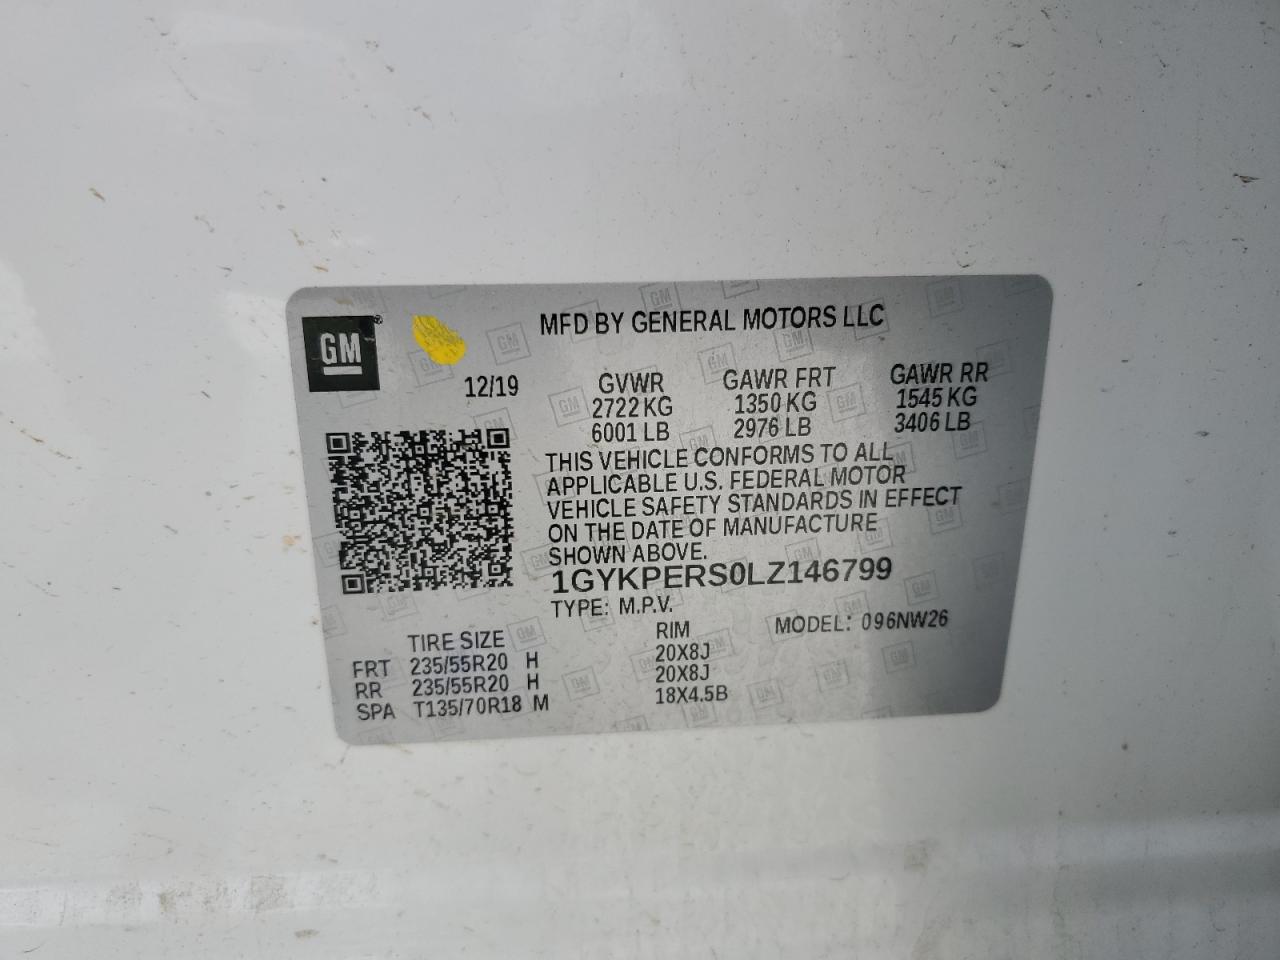 GM
MFD BY GENERAL MOTORS LLC
12/19
GVWR GAWR FRT GAWR RR
2722 KG 1350 KG 1545 KG
6001 LB 2976 LB 3406 LB
THIS VEHICLE CONFORMS TO ALL
APPLICABLE U.S. FEDERAL MOTOR
VEHICLE SAFETY STANDARDS IN EFFECT
ON THE DATE OF MANUFACTURE
SHOWN ABOVE.
1GYKPERS0LZ146799
TYPE: M.P.V. MODEL: 096NW26
TIRE SIZE RIM
FRT 235/55R20 H 20X8J
RR 235/55R20 H 20X8J
SPA T135/70R18 M 18X4.5B